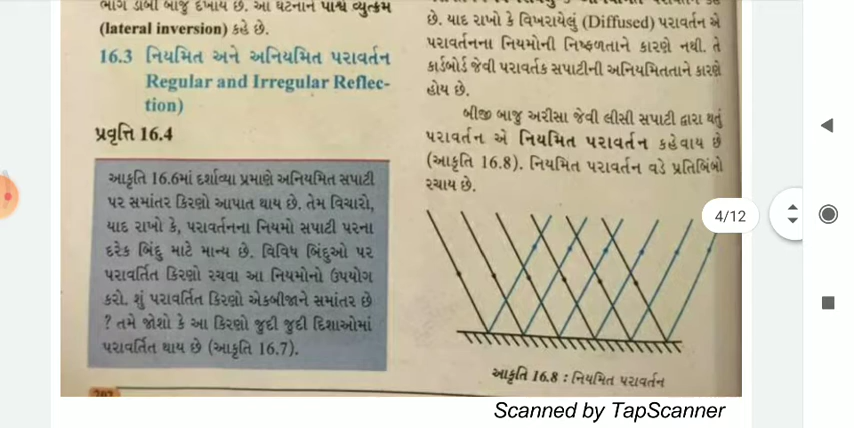 ભાગ ડાબી બાજુ દેખાય છે. આ ઘટનાને પાર્શ્વ વ્યુત્ક્રમ
(lateral inversion) કહે છે.
16.3 નિયમિત અને અનિયમિત પરાવર્તન
Regular and Irregular Reflec-
tion)
પ્રવૃત્તિ 16.4
આકૃતિ 16.6માં દર્શાવ્યા પ્રમાણે અનિયમિત સપાટી
પર સમાંતર કિરણો આપાત થાય છે. તેમ વિચારો,
યાદ રાખો કે, પરાવર્તનના નિયમો સપાટી પરના
દરેક બિંદુ માટે માન્ય છે. વિવિધ બિંદુઓ પર
પરાવર્તિત કિરણો રચવા આ નિયમોનો ઉપયોગ
કરો. શું પરાવર્તિત કિરણો એકબીજાને સમાંતર છે
? તમે જોશો કે આ કિરણો જુદી જુદી દિશાઓમાં
પરાવર્તિત થાય છે (આકૃતિ 16.7).
છે. યાદ રાખો કે વિખરાયેલું (Diffused) પરાવર્તન એ
પરાવર્તનના નિયમોની નિષ્ફળતાને કારણે નથી. તે
કાર્ડબોર્ડ જેવી પરાવર્તક સપાટીની અનિયમિતતાને કારણે
હોય છે.
બીજી બાજુ અરીસા જેવી લીસી સપાટી દ્વારા થતું
પરાવર્તન એ નિયમિત પરાવર્તન કહેવાય છે
(આકૃતિ 16.8). નિયમિત પરાવર્તન વડે પ્રતિબિંબો
રચાય છે.
4/12
આકૃતિ 16.8 : નિયમિત પરાવર્તન
Scanned by TapScanner